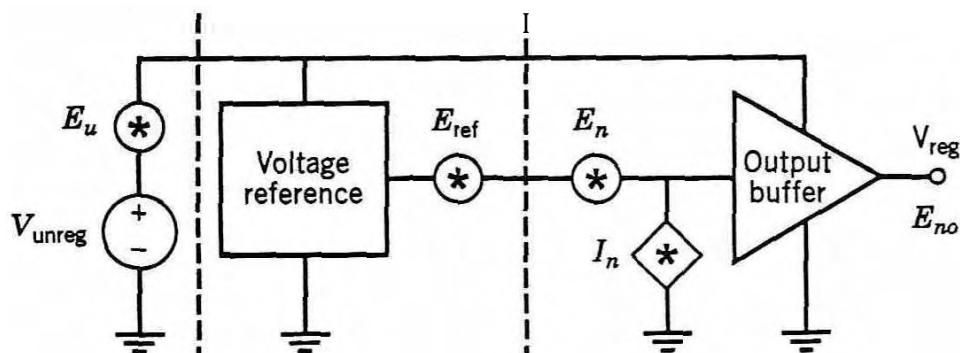 I
E_u
E_ref
E_n
Voltage
reference
Output
buffer
V_reg
V_unreg
+
−
I_n
E_no